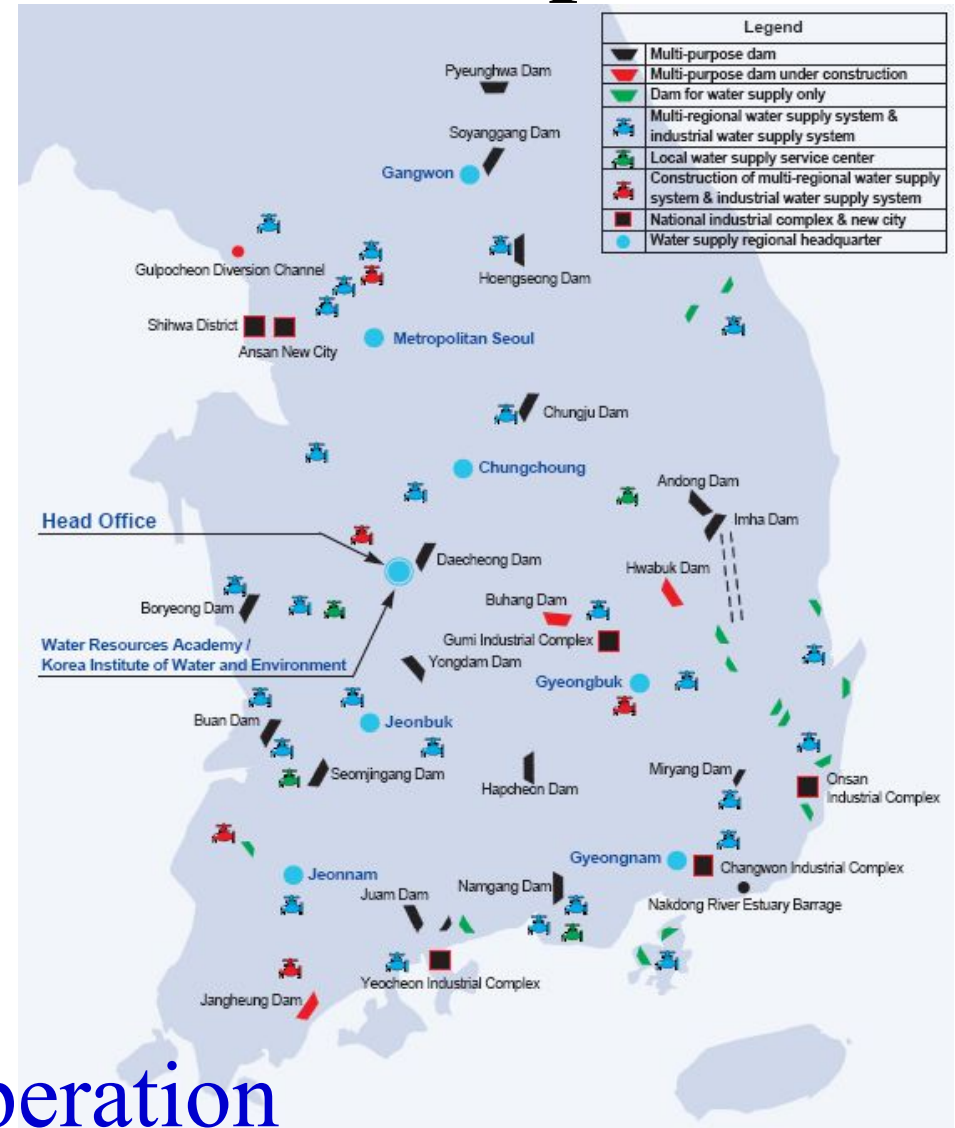 Legend
Multi-purpose dam
Multi-purpose dam under construction
Dam for water supply only
Multi-regional water supply system &
industrial water supply system
Local water supply service center
Construction of multi-regional water supply
system & industrial water supply system
National industrial complex & new city
Water supply regional headquarter
Pyeunghwa Dam
Soyanggang Dam
Gangwon
Gulpocheon Diversion Channel
Hoengseong Dam
Shihwa District
Ansan New City
Metropolitan Seoul
Chungju Dam
Chungchoung
Andong Dam
Imha Dam
Head Office
Daecheong Dam
Hwabuk Dam
Boryeong Dam
Buhang Dam
Gumi Industrial Complex
Water Resources Academy /
Korea Institute of Water and Environment
Yongdam Dam
Gyeongbuk
Buan Dam
Jeonbuk
Seomjingang Dam
Hapcheon Dam
Miryang Dam
Onsan
Industrial Complex
Gyeongnam
Changwon Industrial Complex
Jeonnam
Juam Dam
Namgang Dam
Nakdong River Estuary Barrage
Yeocheon Industrial Complex
Jangheung Dam
peration